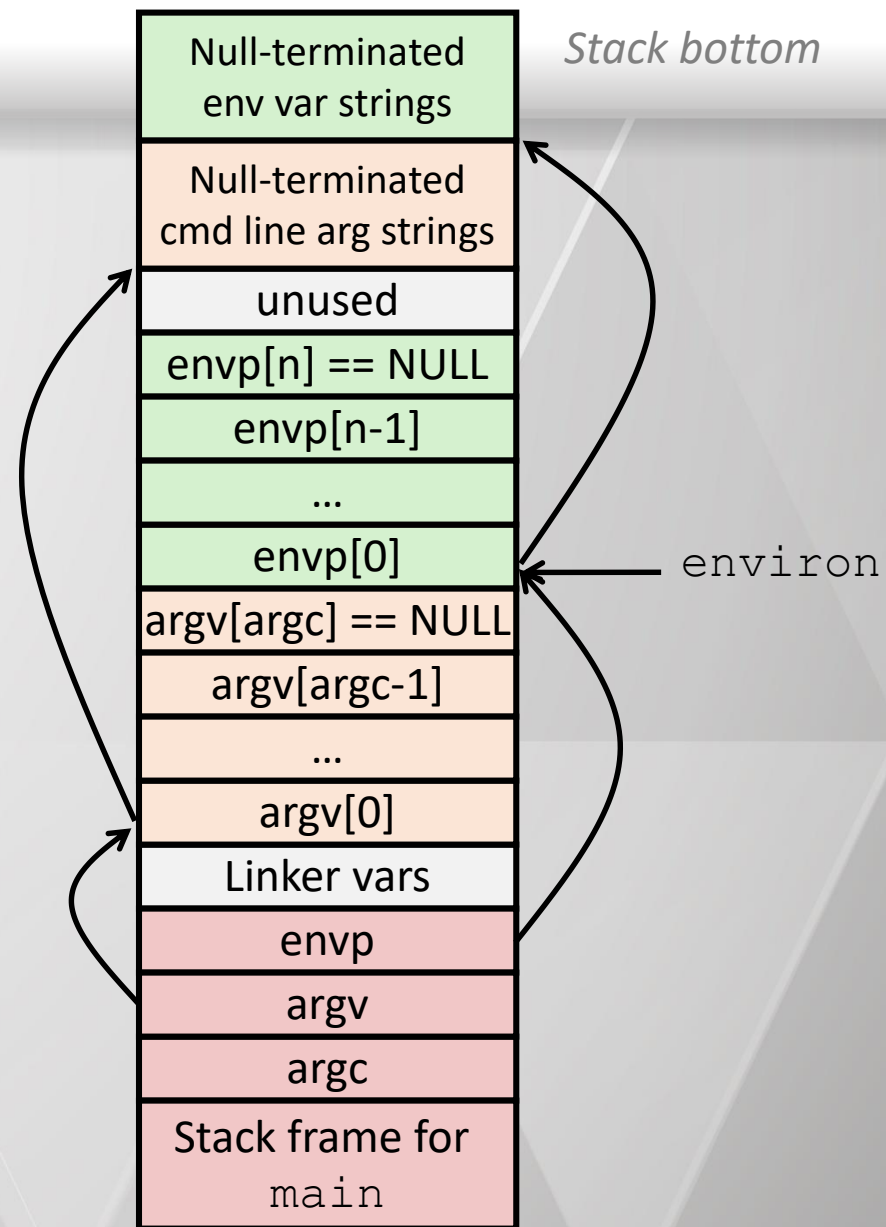 Null-terminated
env var strings
Stack bottom
Null-terminated
cmd line arg strings
unused
envp[n] == NULL
envp[n-1]
…
envp[0]
environ
argv[argc] == NULL
argv[argc-1]
…
argv[0]
Linker vars
envp
argv
argc
Stack frame for
main